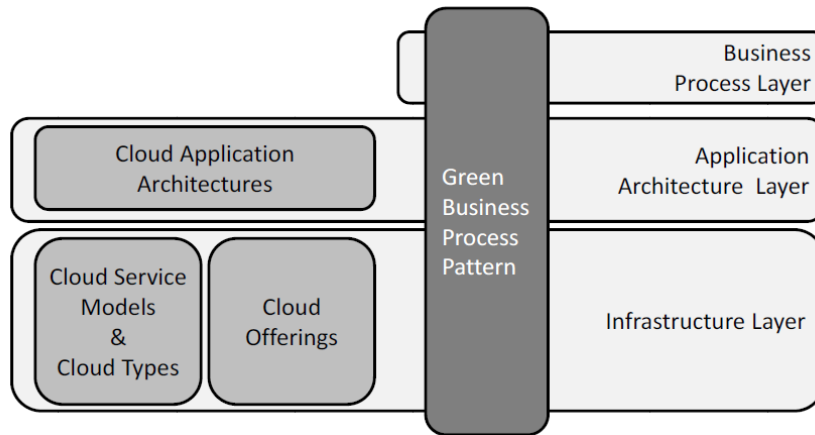 Business
Process Layer
Cloud Application
Architectures
Application
Architecture Layer
Green
Business
Process
Pattern
Cloud Service
Models
&
Cloud Types
Cloud
Offerings
Infrastructure Layer